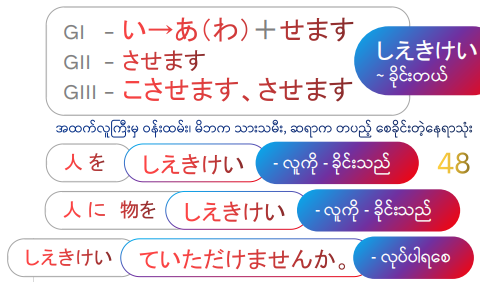 GI - い→あ(わ)＋せます
GII - させます
GIII - こさせます、させます
しえきけい
~ ခိုင်းတယ်
အထက်လူကြီးမှ ဝန်ထမ်း၊ မိဘက သားသမီး, ဆရာက တပည့် စေခိုင်းတဲ့နေရာသုံး
人を しえきけい - လူကို - ခိုင်းသည် 48
人に 物を しえきけい - လူကို - ခိုင်းသည်
しえきけい ていただけませんか。 - လုပ်ပါရစေ